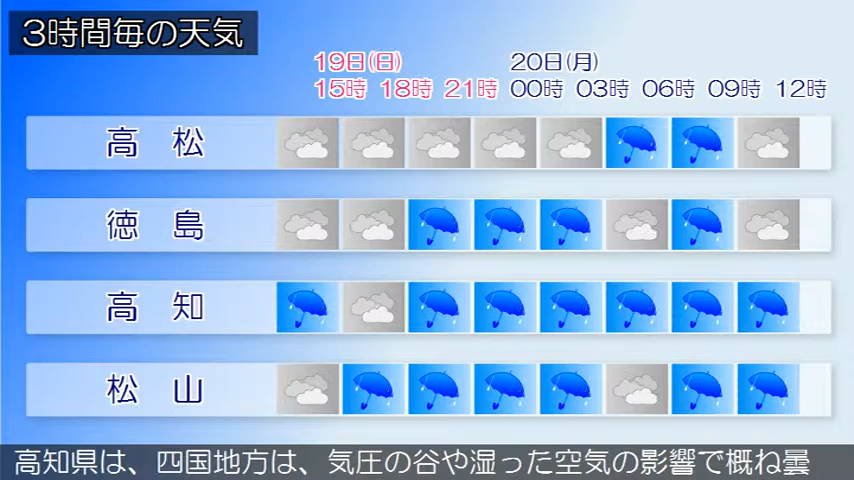 3時間毎の天気
19日(日) 20日(月)
15時 18時 21時 00時 03時 06時 09時 12時
高松
徳島
高知
松山
高知県は、四国地方は、気圧の谷や湿った空気の影響で概ね曇